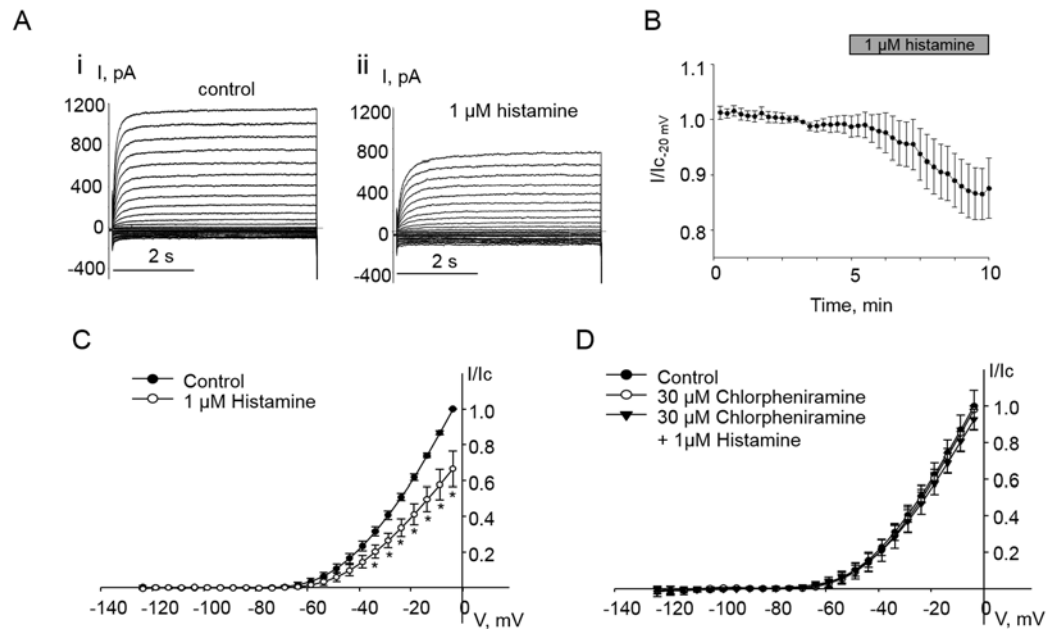 A
B
1 µM histamine
i
I, pA
control
1200
800
400
0
-400
2 s
ii
I, pA
1 µM histamine
1200
800
400
0
-400
2 s
I/Ic-20 mV
1.1
1.0
0.9
0.8
0
5
10
Time, min
C
Control
1 µM Histamine
I/Ic
1.0
0.8
0.6
0.4
0.2
* * * * * * * *
-140 -120 -100 -80 -60 -40 -20 0
V, mV
D
Control
30 µM Chlorpheniramine
30 µM Chlorpheniramine
+ 1µM Histamine
I/Ic
1.0
0.8
0.6
0.4
0.2
-140 -120 -100 -80 -60 -40 -20 0
V, mV